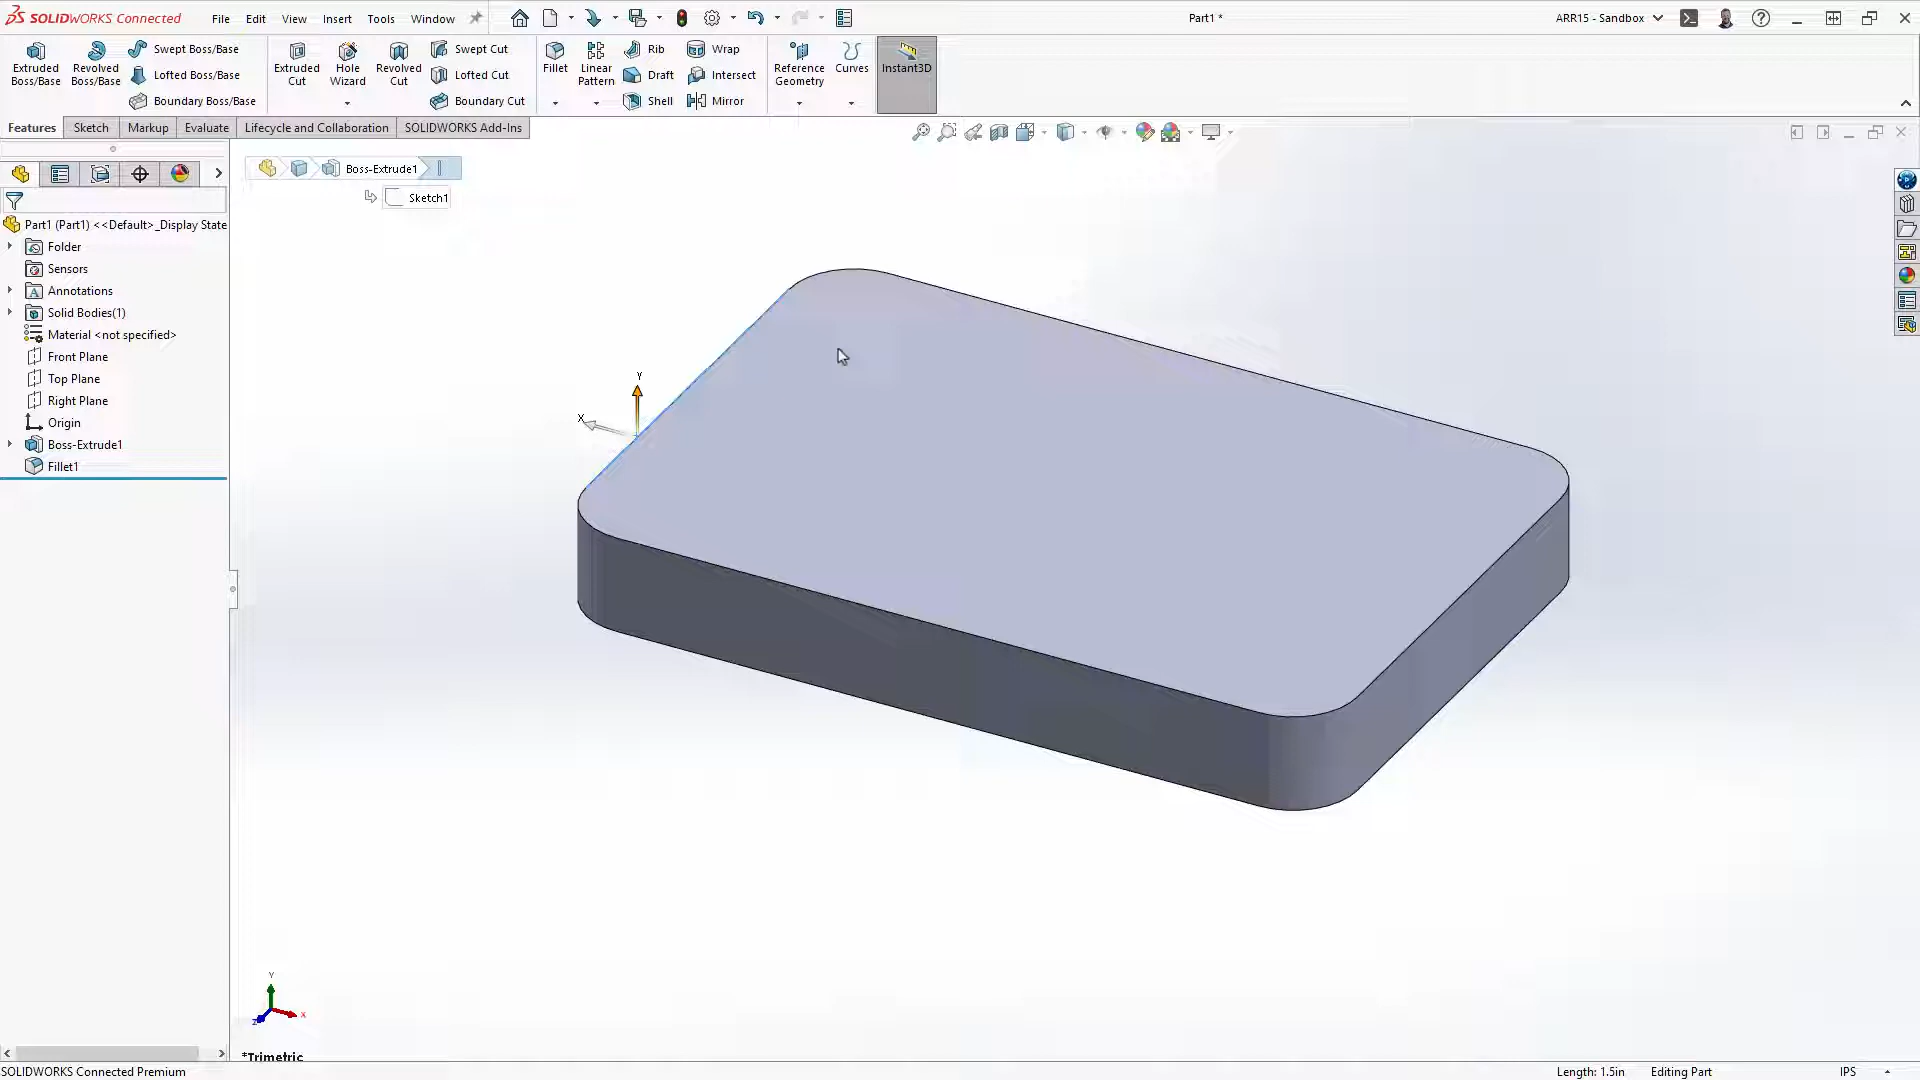 SOLIDWORKS Connected File Edit View Insert Tools Window Part1 * ARR15 - Sandbox
Extruded Boss/Base
Revolved Boss/Base
Swept Boss/Base
Lofted Boss/Base
Boundary Boss/Base
Extruded Cut
Hole Wizard
Revolved Cut
Swept Cut
Lofted Cut
Boundary Cut
Fillet
Linear Pattern
Rib
Draft
Shell
Wrap
Intersect
Mirror
Reference Geometry
Curves
Instant3D
Features Sketch Markup Evaluate Lifecycle and Collaboration SOLIDWORKS Add-Ins
Boss-Extrude1
Sketch1
Part1 (Part1) <<Default>_Display State
Folder
Sensors
Annotations
Solid Bodies(1)
Material <not specified>
Front Plane
Top Plane
Right Plane
Origin
Boss-Extrude1
Fillet1
Y
X
Y
X
Z
*Trimetric
SOLIDWORKS Connected Premium Length: 1.5in Editing Part IPS